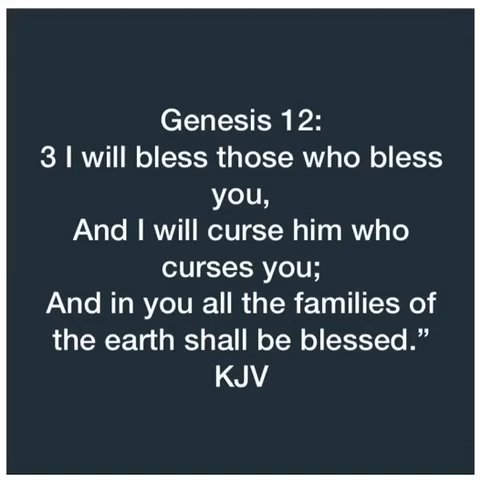 Genesis 12:
3 I will bless those who bless
you,
And I will curse him who
curses you;
And in you all the families of
the earth shall be blessed.”
KJV